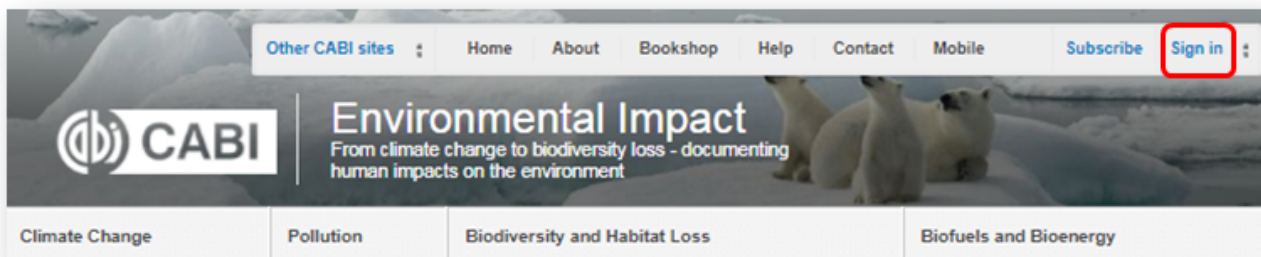 Other CABI sites Home About Bookshop Help Contact Mobile Subscribe Sign in
CABI
Environmental Impact
From climate change to biodiversity loss - documenting
human impacts on the environment
Climate Change Pollution Biodiversity and Habitat Loss Biofuels and Bioenergy